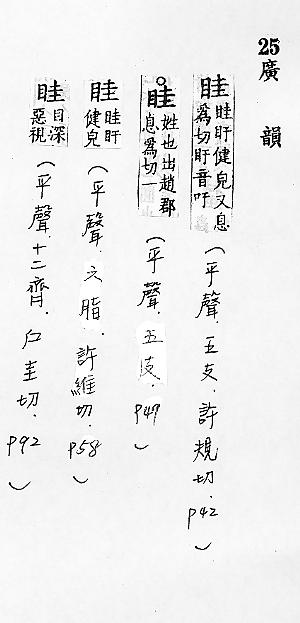 25 廣韻
眭 眭盱健皃又息爲切盱音吁 (平聲.五支.許規切.p42)
○眭 姓也出趙郡息爲切一 (平聲.五支.p47)
眭 眭盱健皃 (平聲.六脂.許維切.p58)
眭 目深惡視 (平聲.十二齊.戶圭切.p92)